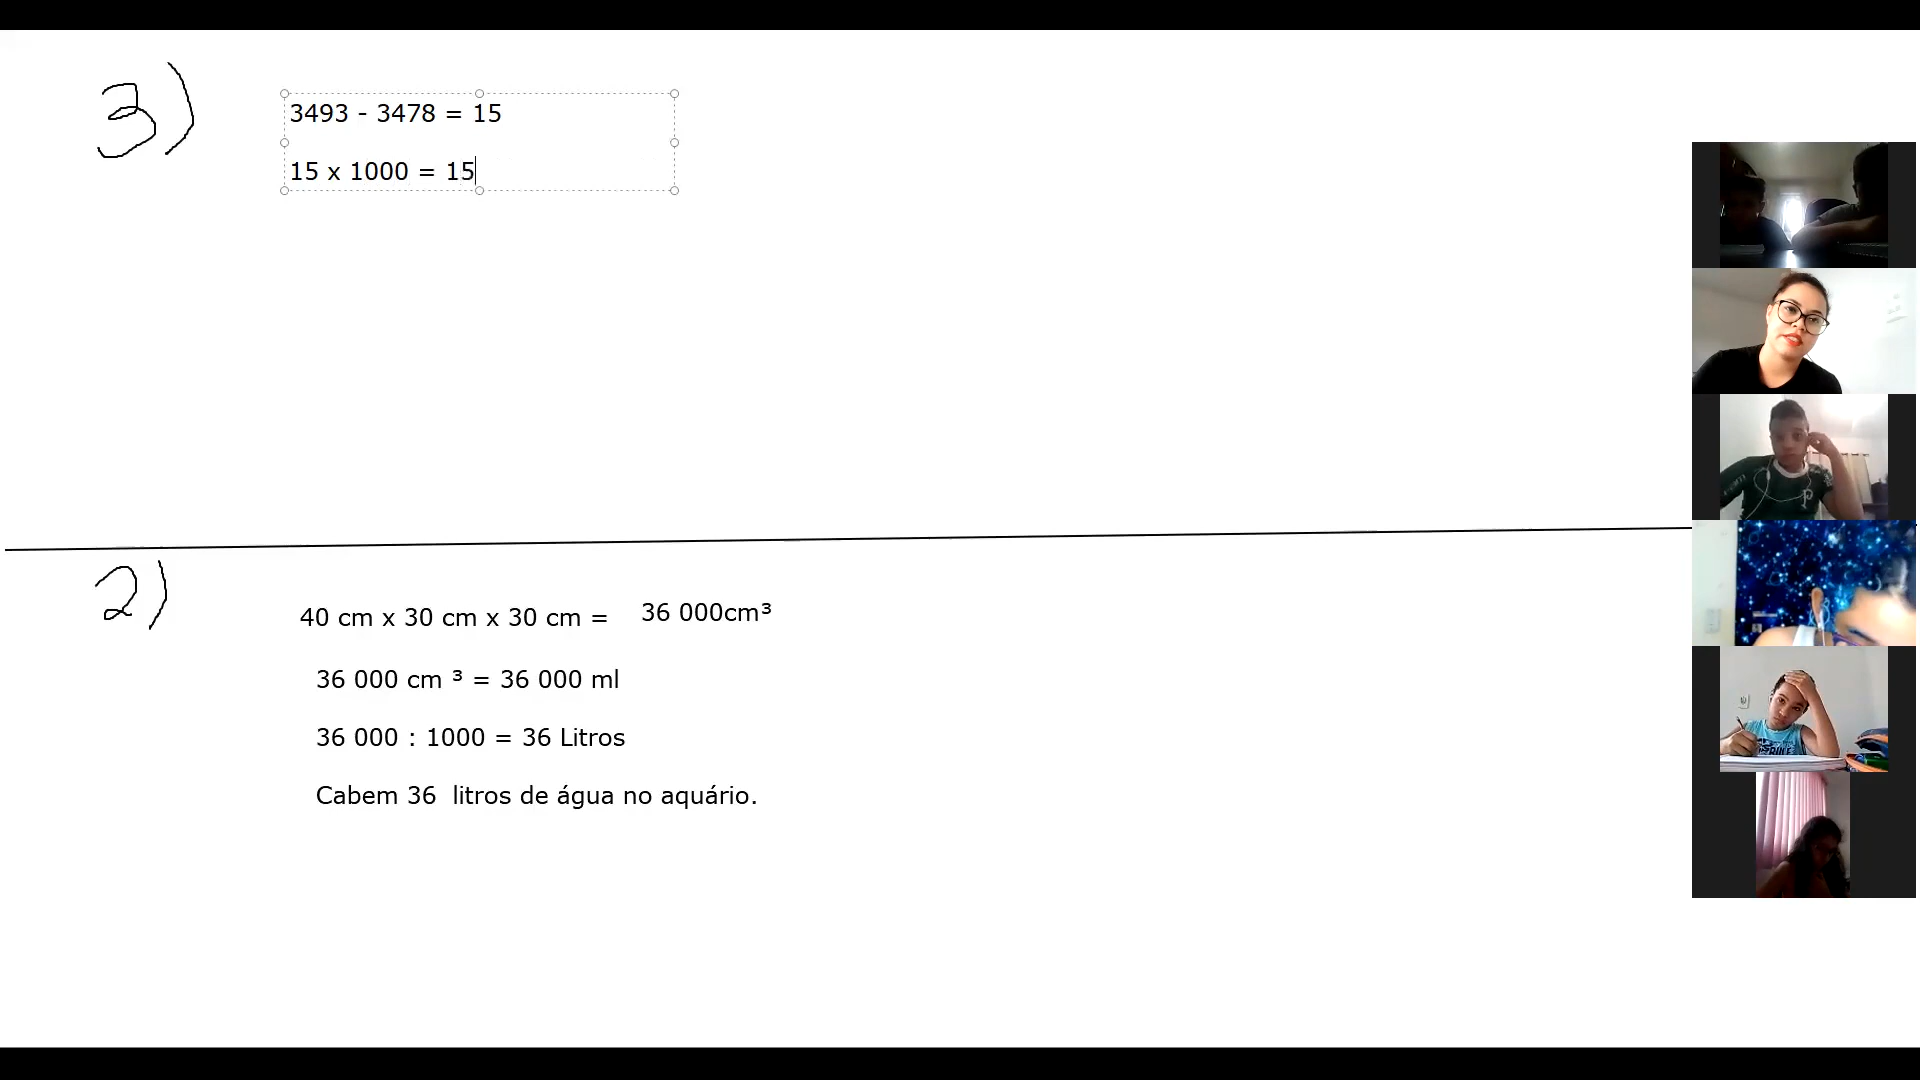 3)
3493 - 3478 = 15
15 x 1000 = 15
2)
40 cm x 30 cm x 30 cm = 36 000cm³
36 000 cm ³ = 36 000 ml
36 000 : 1000 = 36 Litros
Cabem 36 litros de água no aquário.